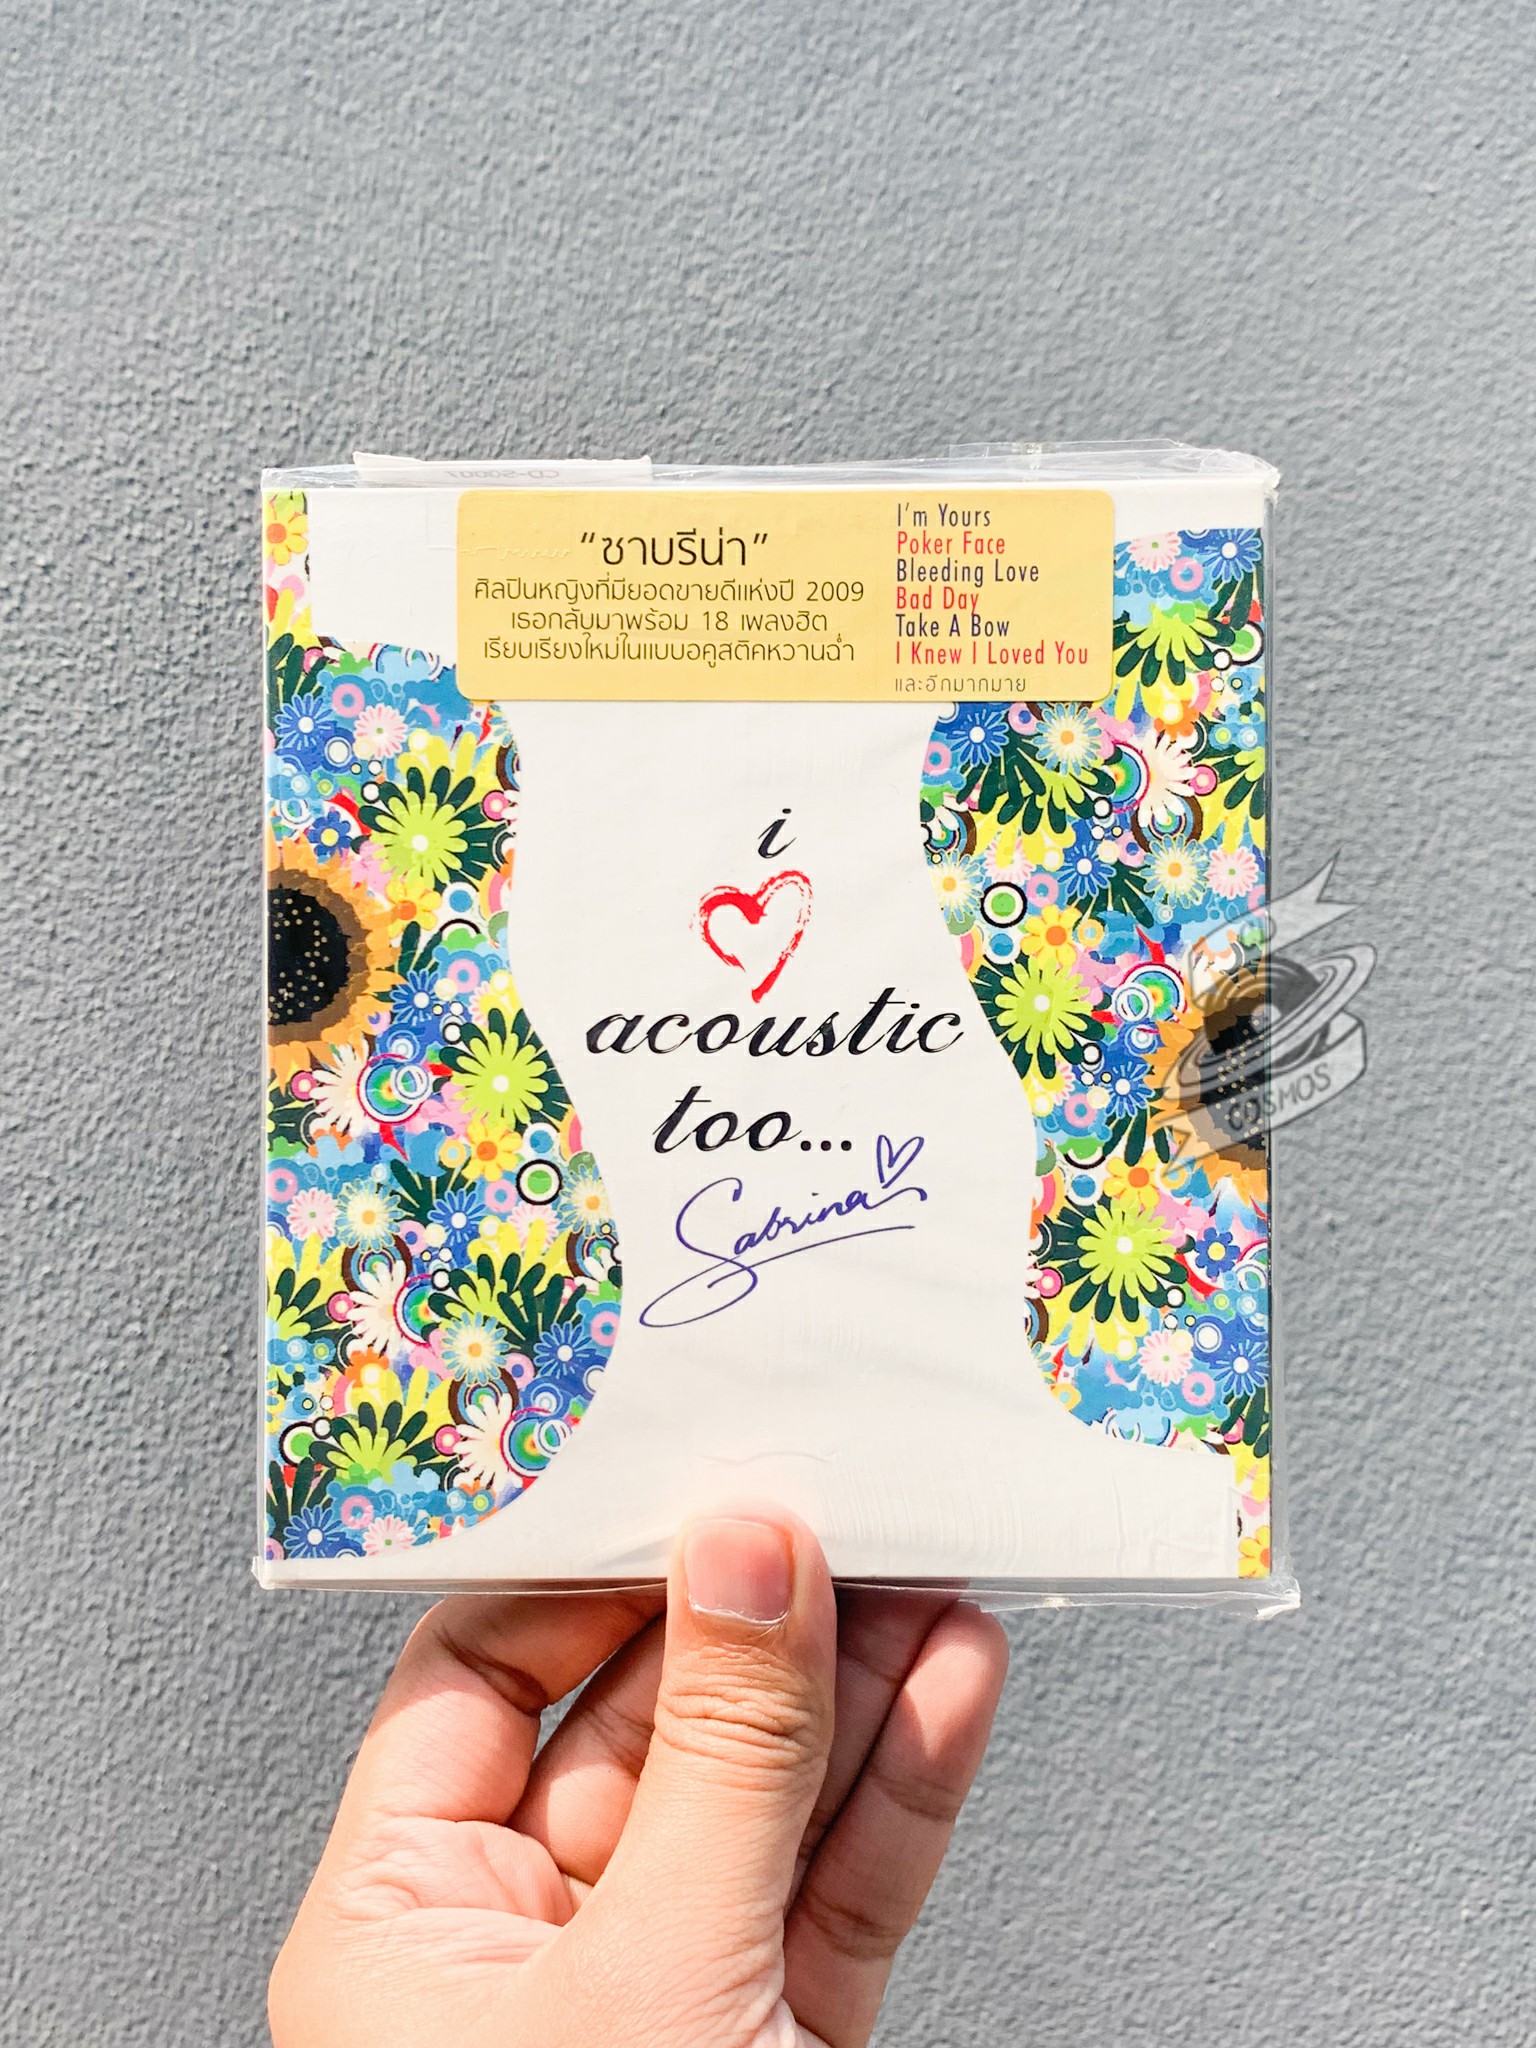 CD-S0007
"ซาบรีน่า"
ศิลปินหญิงที่มียอดขายดีแห่งปี 2009
เธอกลับมาพร้อม 18 เพลงฮิต
เรียบเรียงใหม่ในแบบอคูสติคหวานฉ่ำ
I'm Yours
Poker Face
Bleeding Love
Bad Day
Take A Bow
I Knew I Loved You
และอีกมากมาย
i
acoustic
too...
Sabrina
COSMOS